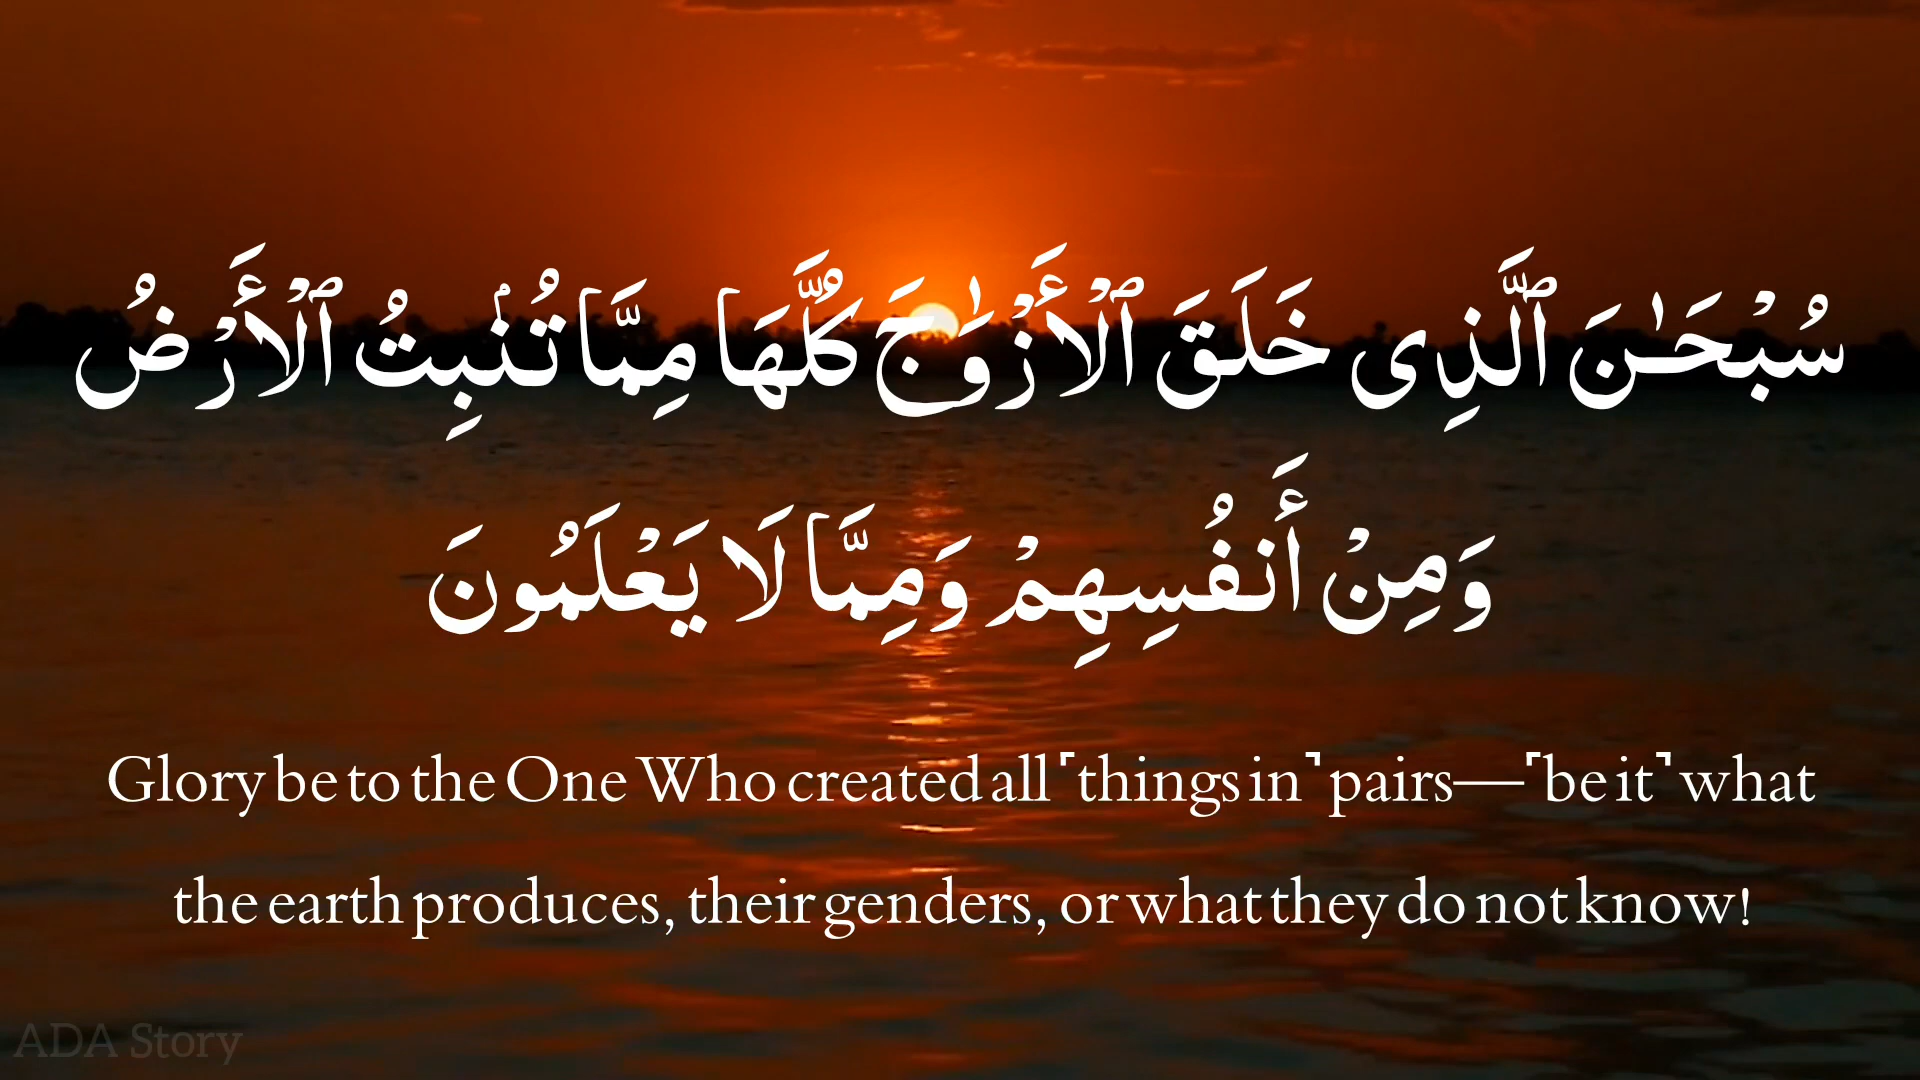 سُبْحَـٰنَ ٱلَّذِى خَلَقَ ٱلْأَزْوَٰجَ كُلَّهَا مِمَّا تُنۢبِتُ ٱلْأَرْضُ
وَمِنْ أَنفُسِهِمْ وَمِمَّا لَا يَعْلَمُونَ
Glory be to the One Who created all ˹things in˺ pairs—˹be it˺ what
the earth produces, their genders, or what they do not know!
ADA Story